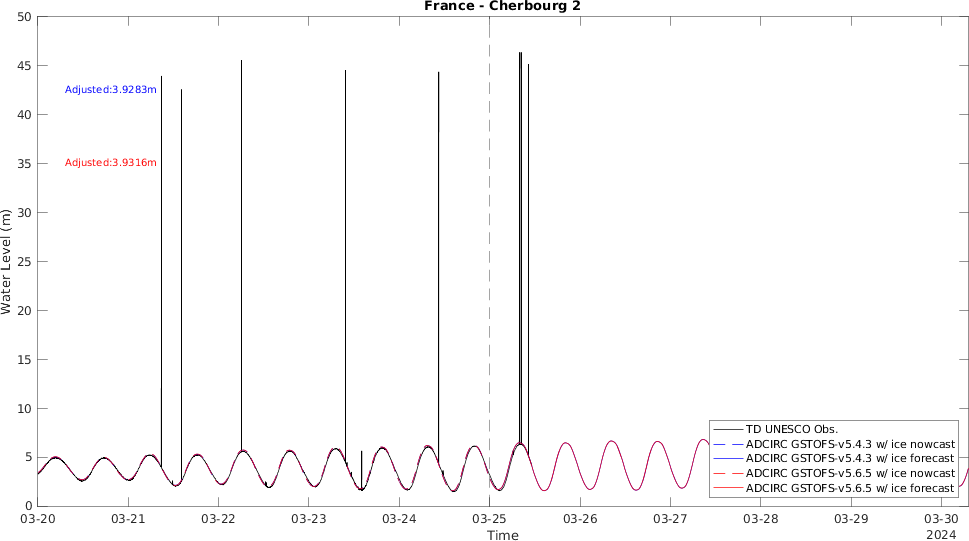 France - Cherbourg 2
50
45
40
35
30
25
20
15
10
5
0
Water Level (m)
Adjusted:3.9283m
Adjusted:3.9316m
TD UNESCO Obs.
ADCIRC GSTOFS-v5.4.3 w/ ice nowcast
ADCIRC GSTOFS-v5.4.3 w/ ice forecast
ADCIRC GSTOFS-v5.6.5 w/ ice nowcast
ADCIRC GSTOFS-v5.6.5 w/ ice forecast
03-20 03-21 03-22 03-23 03-24 03-25 03-26 03-27 03-28 03-29 03-30
2024
Time